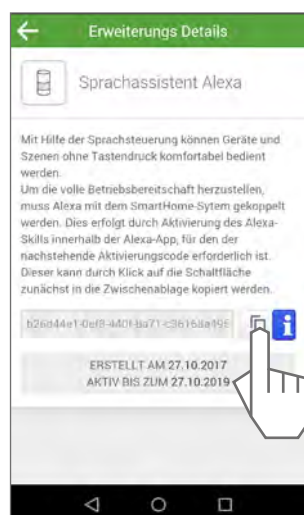 Erweiterungs Details
Sprachassistent Alexa
Mit Hilfe der Sprachsteuerung können Geräte und
Szenen ohne Tastendruck komfortabel bedient
werden.
Um die volle Betriebsbereitschaft herzustellen,
muss Alexa mit dem SmartHome-Sytem gekoppelt
werden. Dies erfolgt durch Aktivierung des Alexa-
Skills innerhalb der Alexa-App, für den der
nachstehende Aktivierungscode erforderlich ist.
Dieser kann durch Klick auf die Schaltfläche
zunächst in die Zwischenablage kopiert werden.
i
ERSTELLT AM 27.10.2017
AKTIV BIS ZUM 27.10.2019